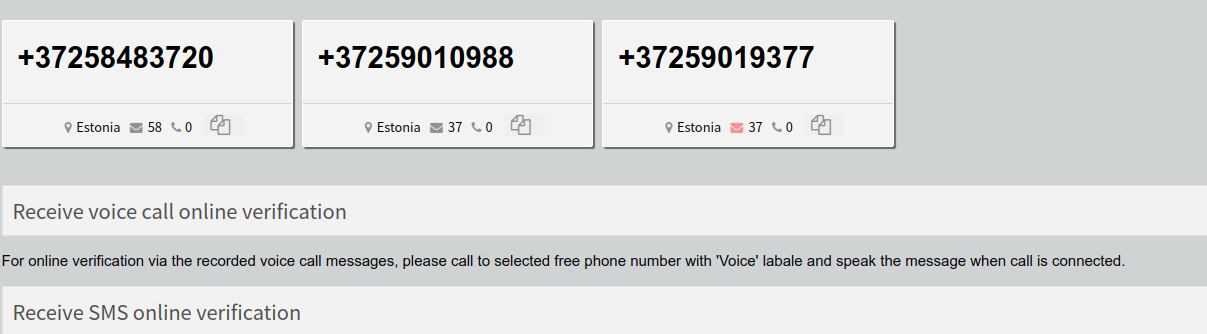 +37258483720 +37259010988 +37259019377
Estonia 58 0 Estonia 37 0 Estonia 37 0
Receive voice call online verification
For online verification via the recorded voice call messages, please call to selected free phone number with 'Voice' labale and speak the message when call is connected.
Receive SMS online verification